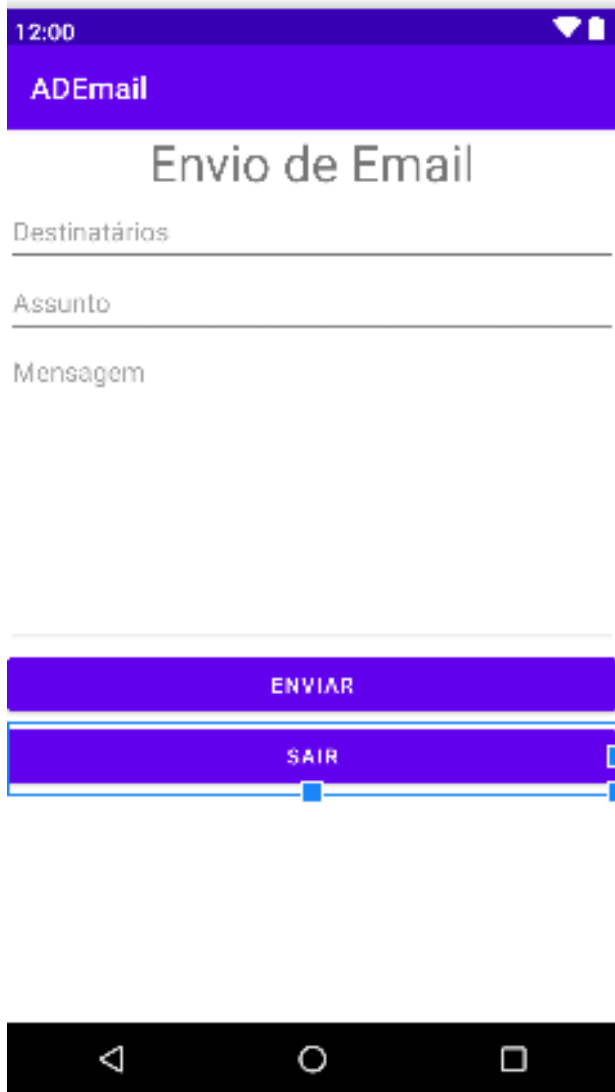 12:00
ADEmail
Envio de Email
Destinatários
Assunto
Mensagem
ENVIAR
SAIR